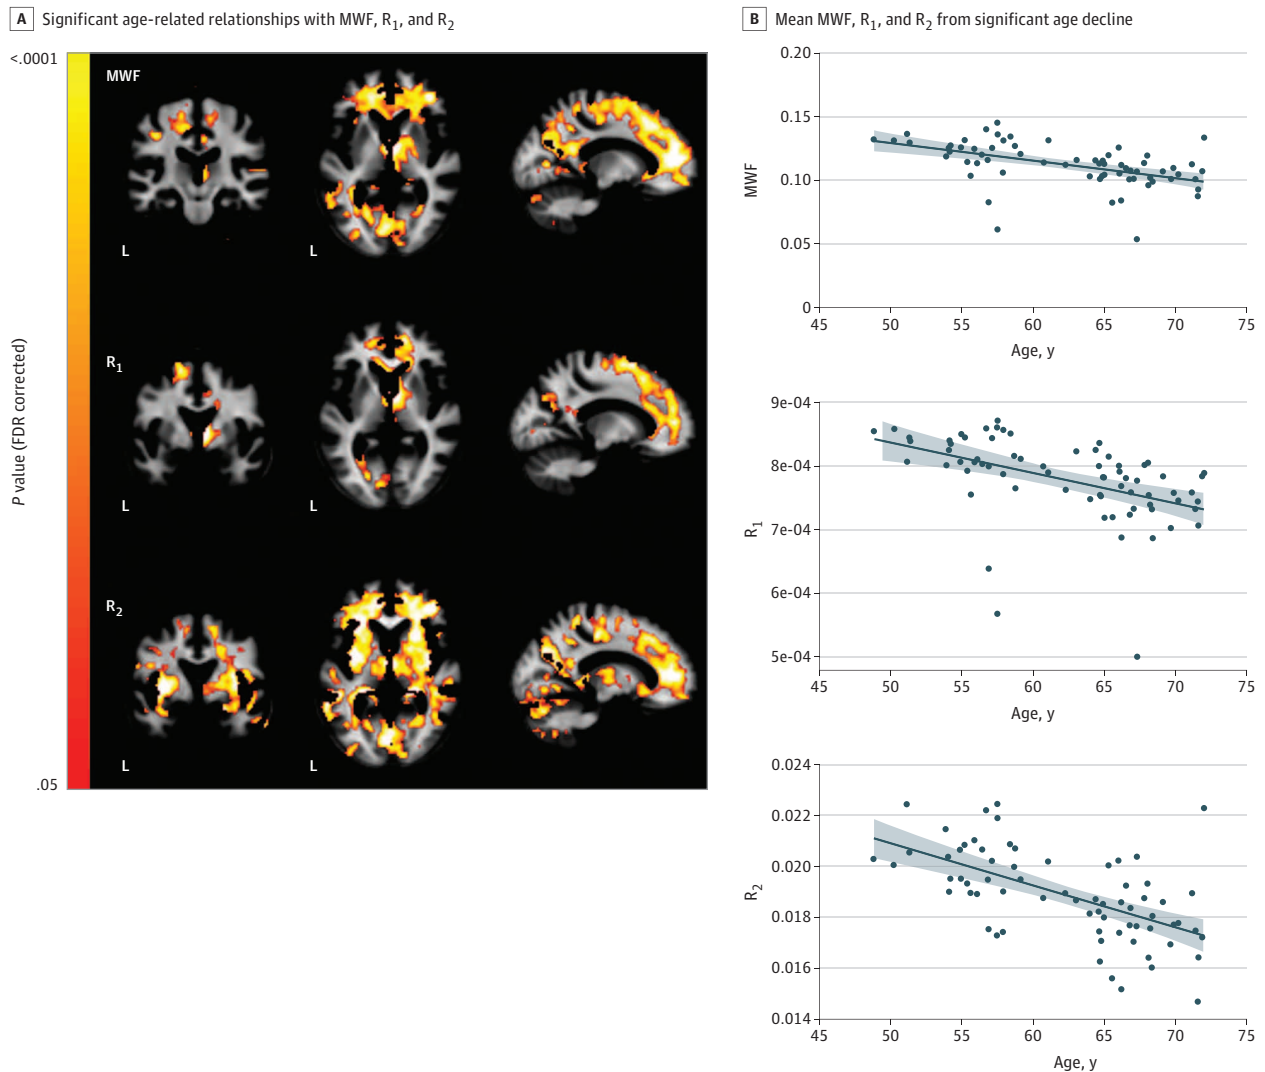 A Significant age-related relationships with MWF, R1, and R2
<.0001
P value (FDR corrected)
.05
MWF
L
L
R1
L
L
R2
L
L
B Mean MWF, R1, and R2 from significant age decline
0.20
0.15
0.10
0.05
0
MWF
45 50 55 60 65 70 75
Age, y
9e-04
8e-04
7e-04
6e-04
5e-04
R1
45 50 55 60 65 70 75
Age, y
0.024
0.022
0.020
0.018
0.016
0.014
R2
45 50 55 60 65 70 75
Age, y